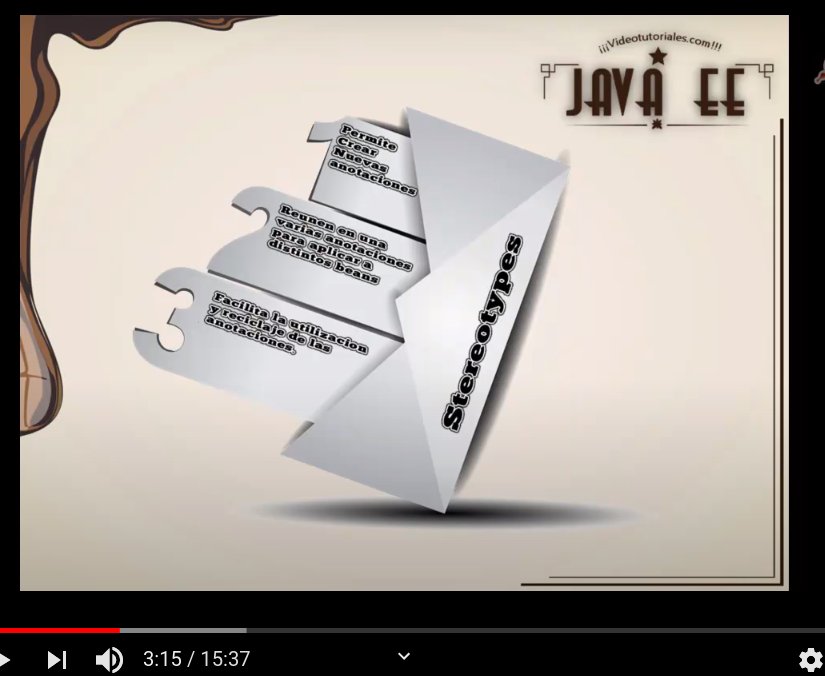 ¡¡¡Videotutoriales.com!!!
JAVA EE
1
Permite
Crear
Nuevas
anotaciones
2
Reunen en una
varias anotaciones
para aplicar a
distintos beans
3
Facilita la utilizacion
y reciclaje de las
anotaciones.
Stereotypes
3:15 / 15:37